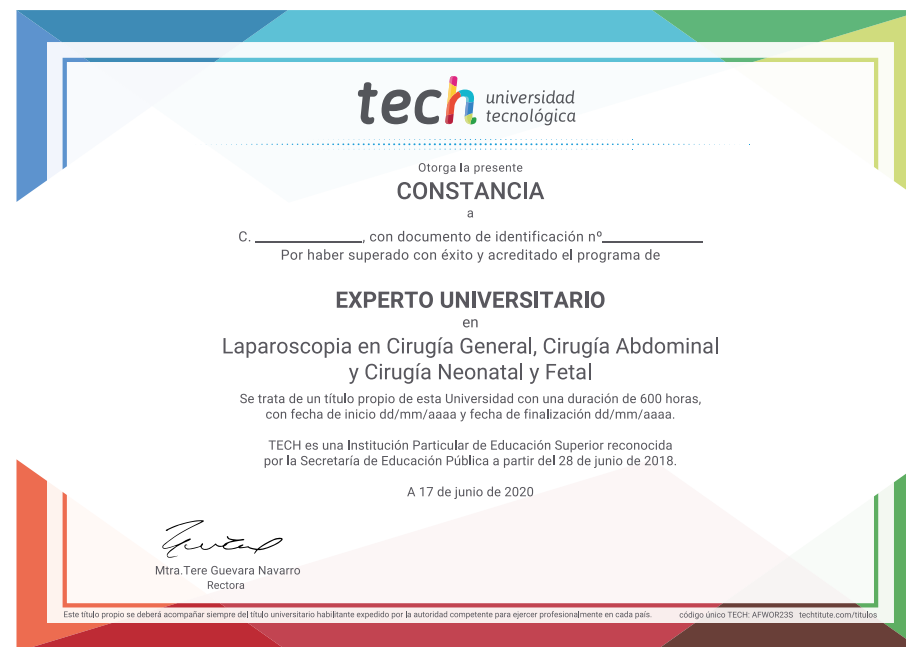 tech universidad
tecnológica
Otorga la presente
CONSTANCIA
a
C. ______________, con documento de identificación nº______________
Por haber superado con éxito y acreditado el programa de
EXPERTO UNIVERSITARIO
en
Laparoscopia en Cirugía General, Cirugía Abdominal
y Cirugía Neonatal y Fetal
Se trata de un título propio de esta Universidad con una duración de 600 horas,
con fecha de inicio dd/mm/aaaa y fecha de finalización dd/mm/aaaa.
TECH es una Institución Particular de Educación Superior reconocida
por la Secretaría de Educación Pública a partir del 28 de junio de 2018.
A 17 de junio de 2020
Mtra.Tere Guevara Navarro
Rectora
Este título propio se deberá acompañar siempre del título universitario habilitante expedido por la autoridad competente para ejercer profesionalmente en cada país. código único TECH: AFWOR23S techtitute.com/títulos